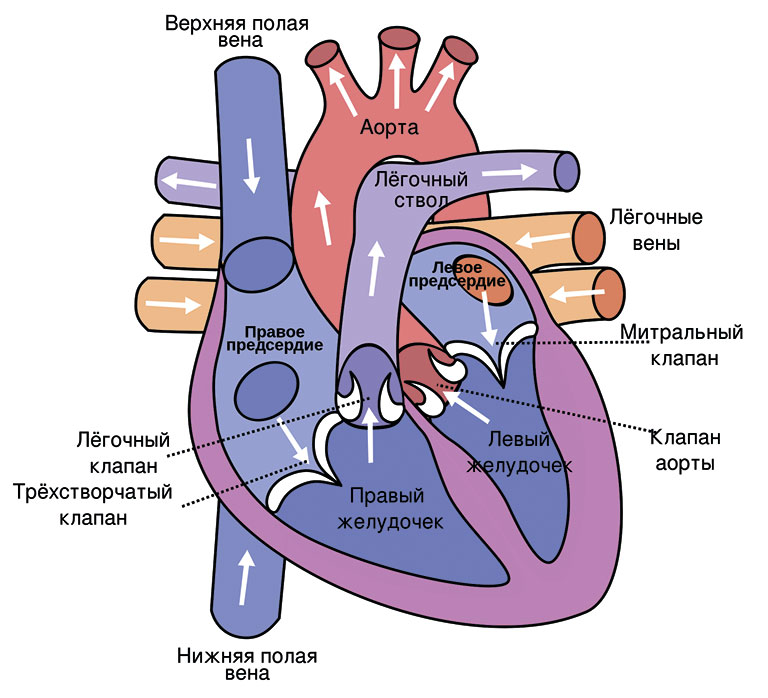 Верхняя полая
вена
Аорта
Лёгочный
ствол
Лёгочные
вены
Левое
предсердие
Правое
предсердие
Митральный
клапан
Лёгочный
клапан
Трёхстворчатый
клапан
Левый
желудочек
Клапан
аорты
Правый
желудочек
Нижняя полая
вена